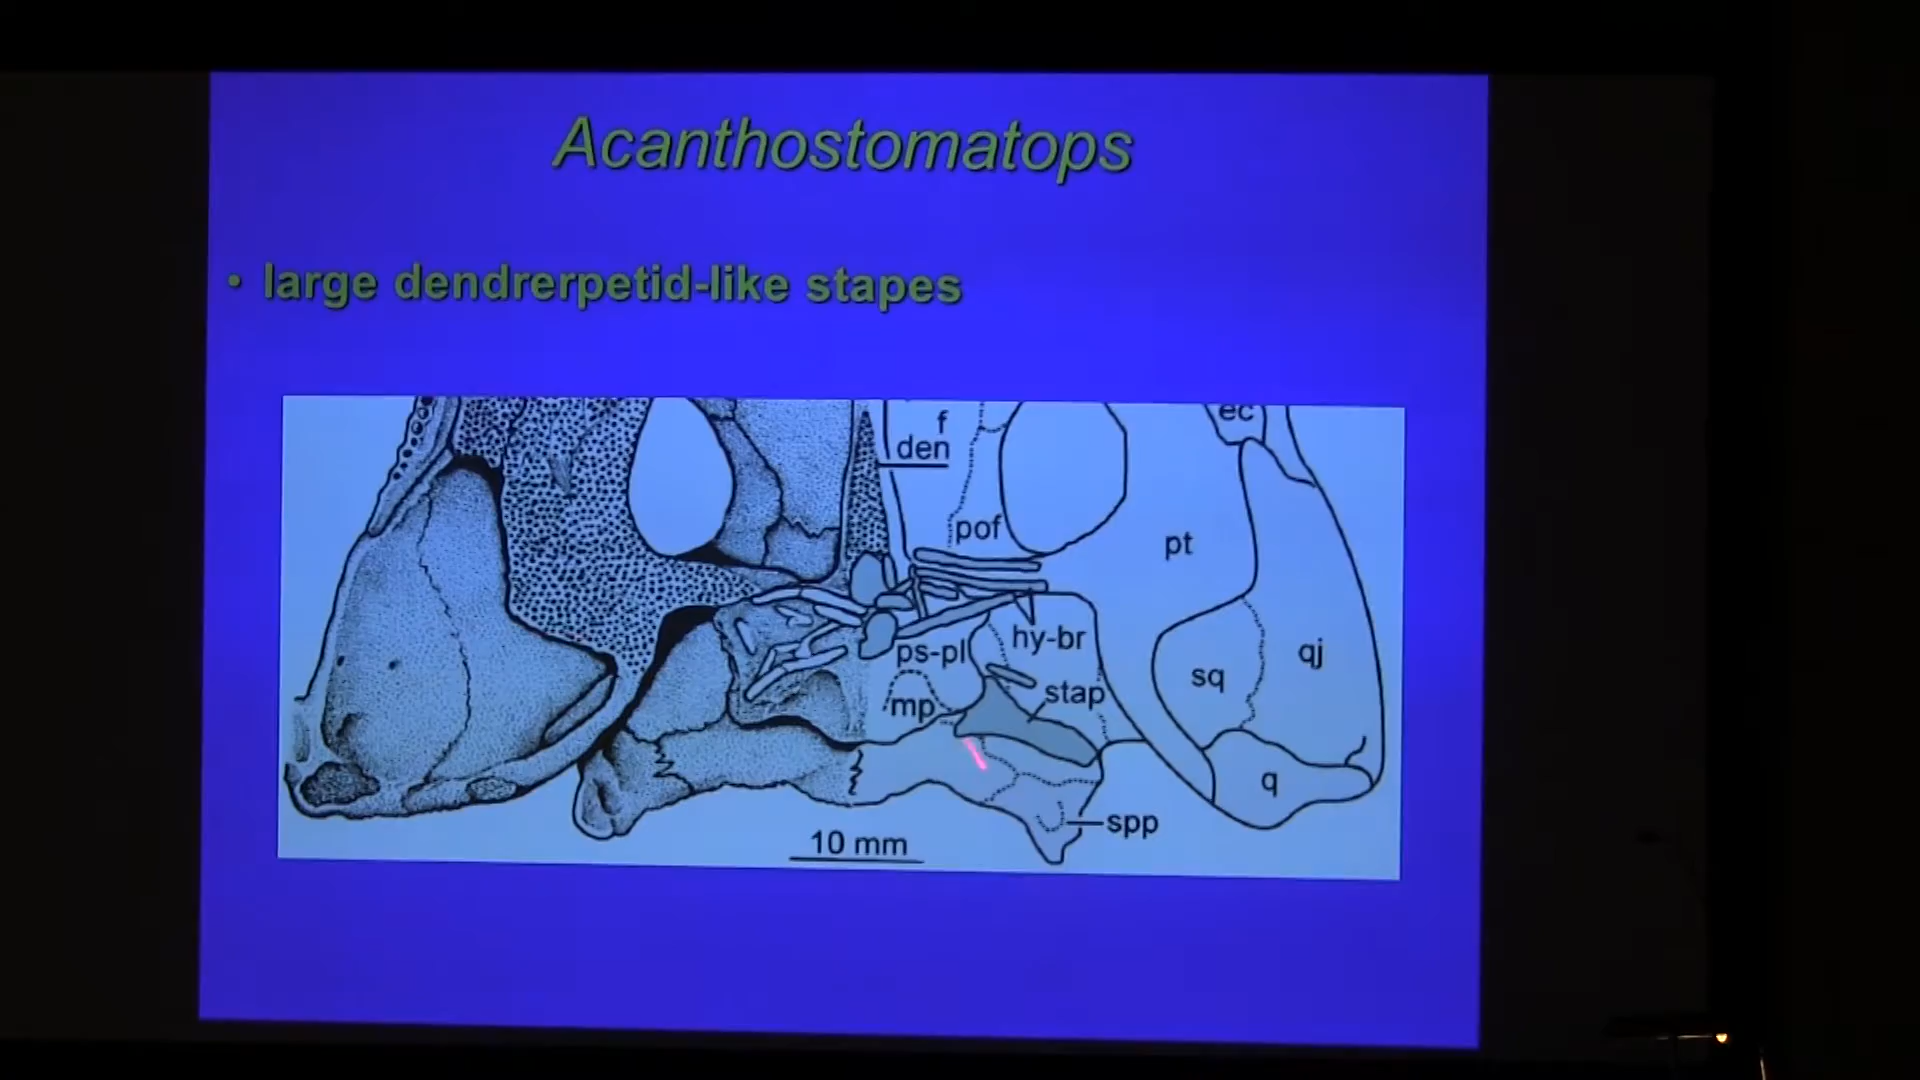 Acanthostomatops
• large dendrerpetid-like stapes
ec
f
den
pof
pt
hy-br
ps-pl
qj
sq
stap
mp
q
spp
10 mm